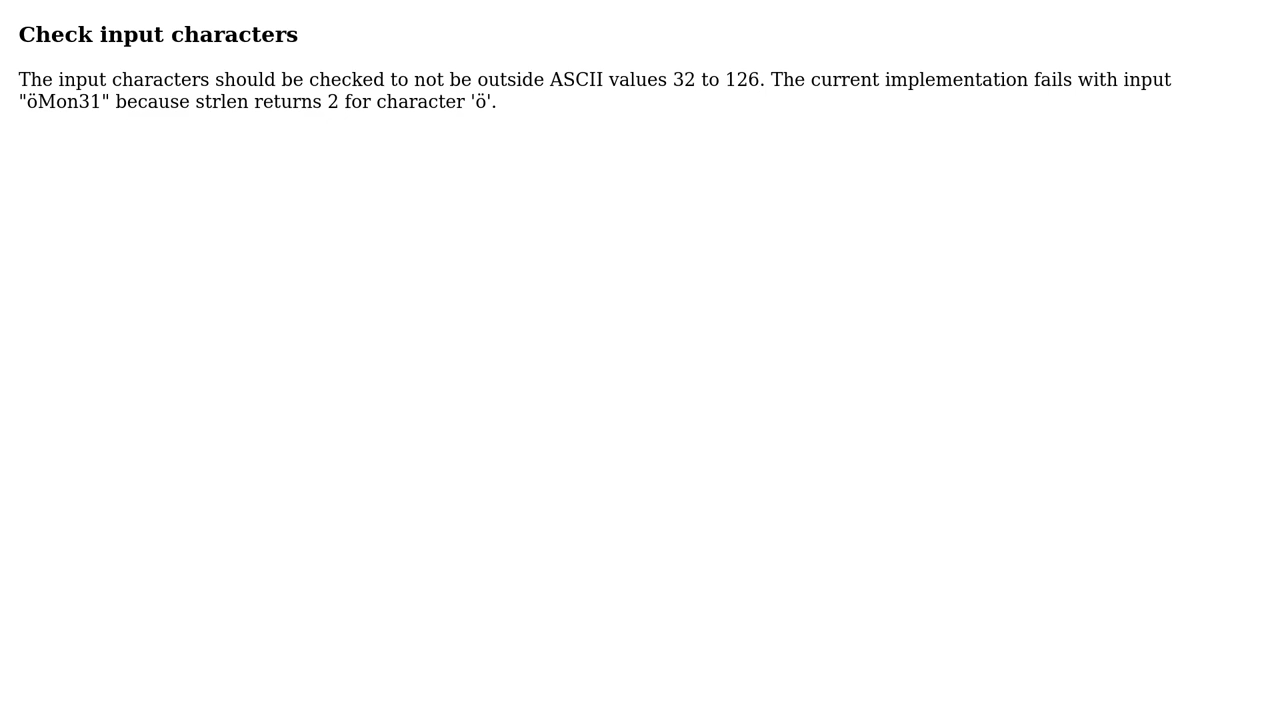 Check input characters
The input characters should be checked to not be outside ASCII values 32 to 126. The current implementation fails with input
"öMon31" because strlen returns 2 for character 'ö'.